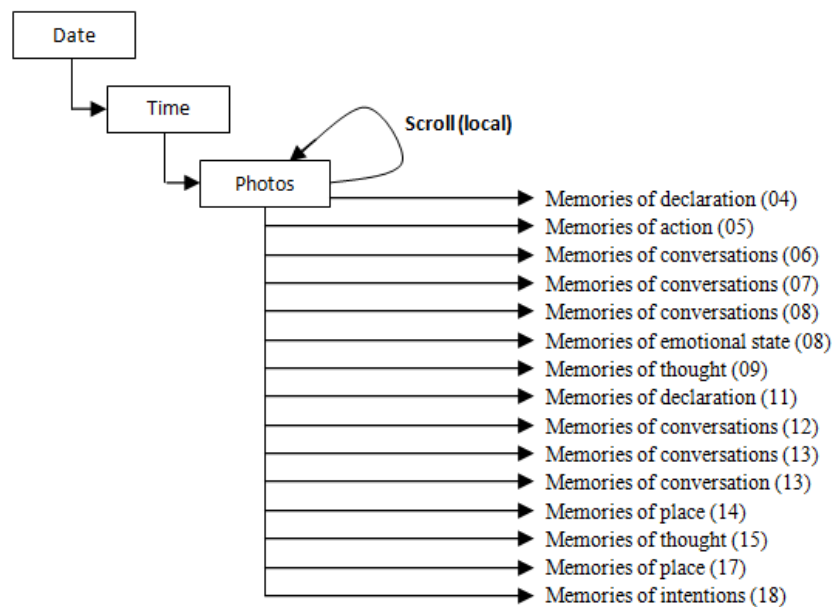 Date
Time
Scroll (local)
Photos
Memories of declaration (04)
Memories of action (05)
Memories of conversations (06)
Memories of conversations (07)
Memories of conversations (08)
Memories of emotional state (08)
Memories of thought (09)
Memories of declaration (11)
Memories of conversations (12)
Memories of conversations (13)
Memories of conversation (13)
Memories of place (14)
Memories of thought (15)
Memories of place (17)
Memories of intentions (18)